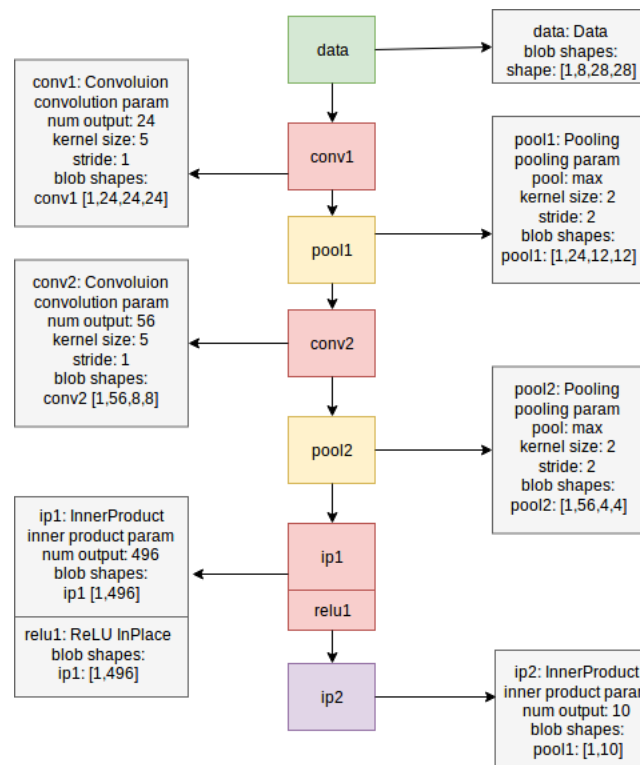 data
data: Data
blob shapes:
shape: [1,8,28,28]
conv1: Convoluion
convolution param
num output: 24
kernel size: 5
stride: 1
blob shapes:
conv1 [1,24,24,24]
conv1
pool1: Pooling
pooling param
pool: max
kernel size: 2
stride: 2
blob shapes:
pool1: [1,24,12,12]
pool1
conv2: Convoluion
convolution param
num output: 56
kernel size: 5
stride: 1
blob shapes:
conv2 [1,56,8,8]
conv2
pool2: Pooling
pooling param
pool: max
kernel size: 2
stride: 2
blob shapes:
pool2: [1,56,4,4]
pool2
ip1: InnerProduct
inner product param
num output: 496
blob shapes:
ip1 [1,496]
ip1
relu1
relu1: ReLU InPlace
blob shapes:
ip1: [1,496]
ip2
ip2: InnerProduct
inner product param
num output: 10
blob shapes:
pool1: [1,10]